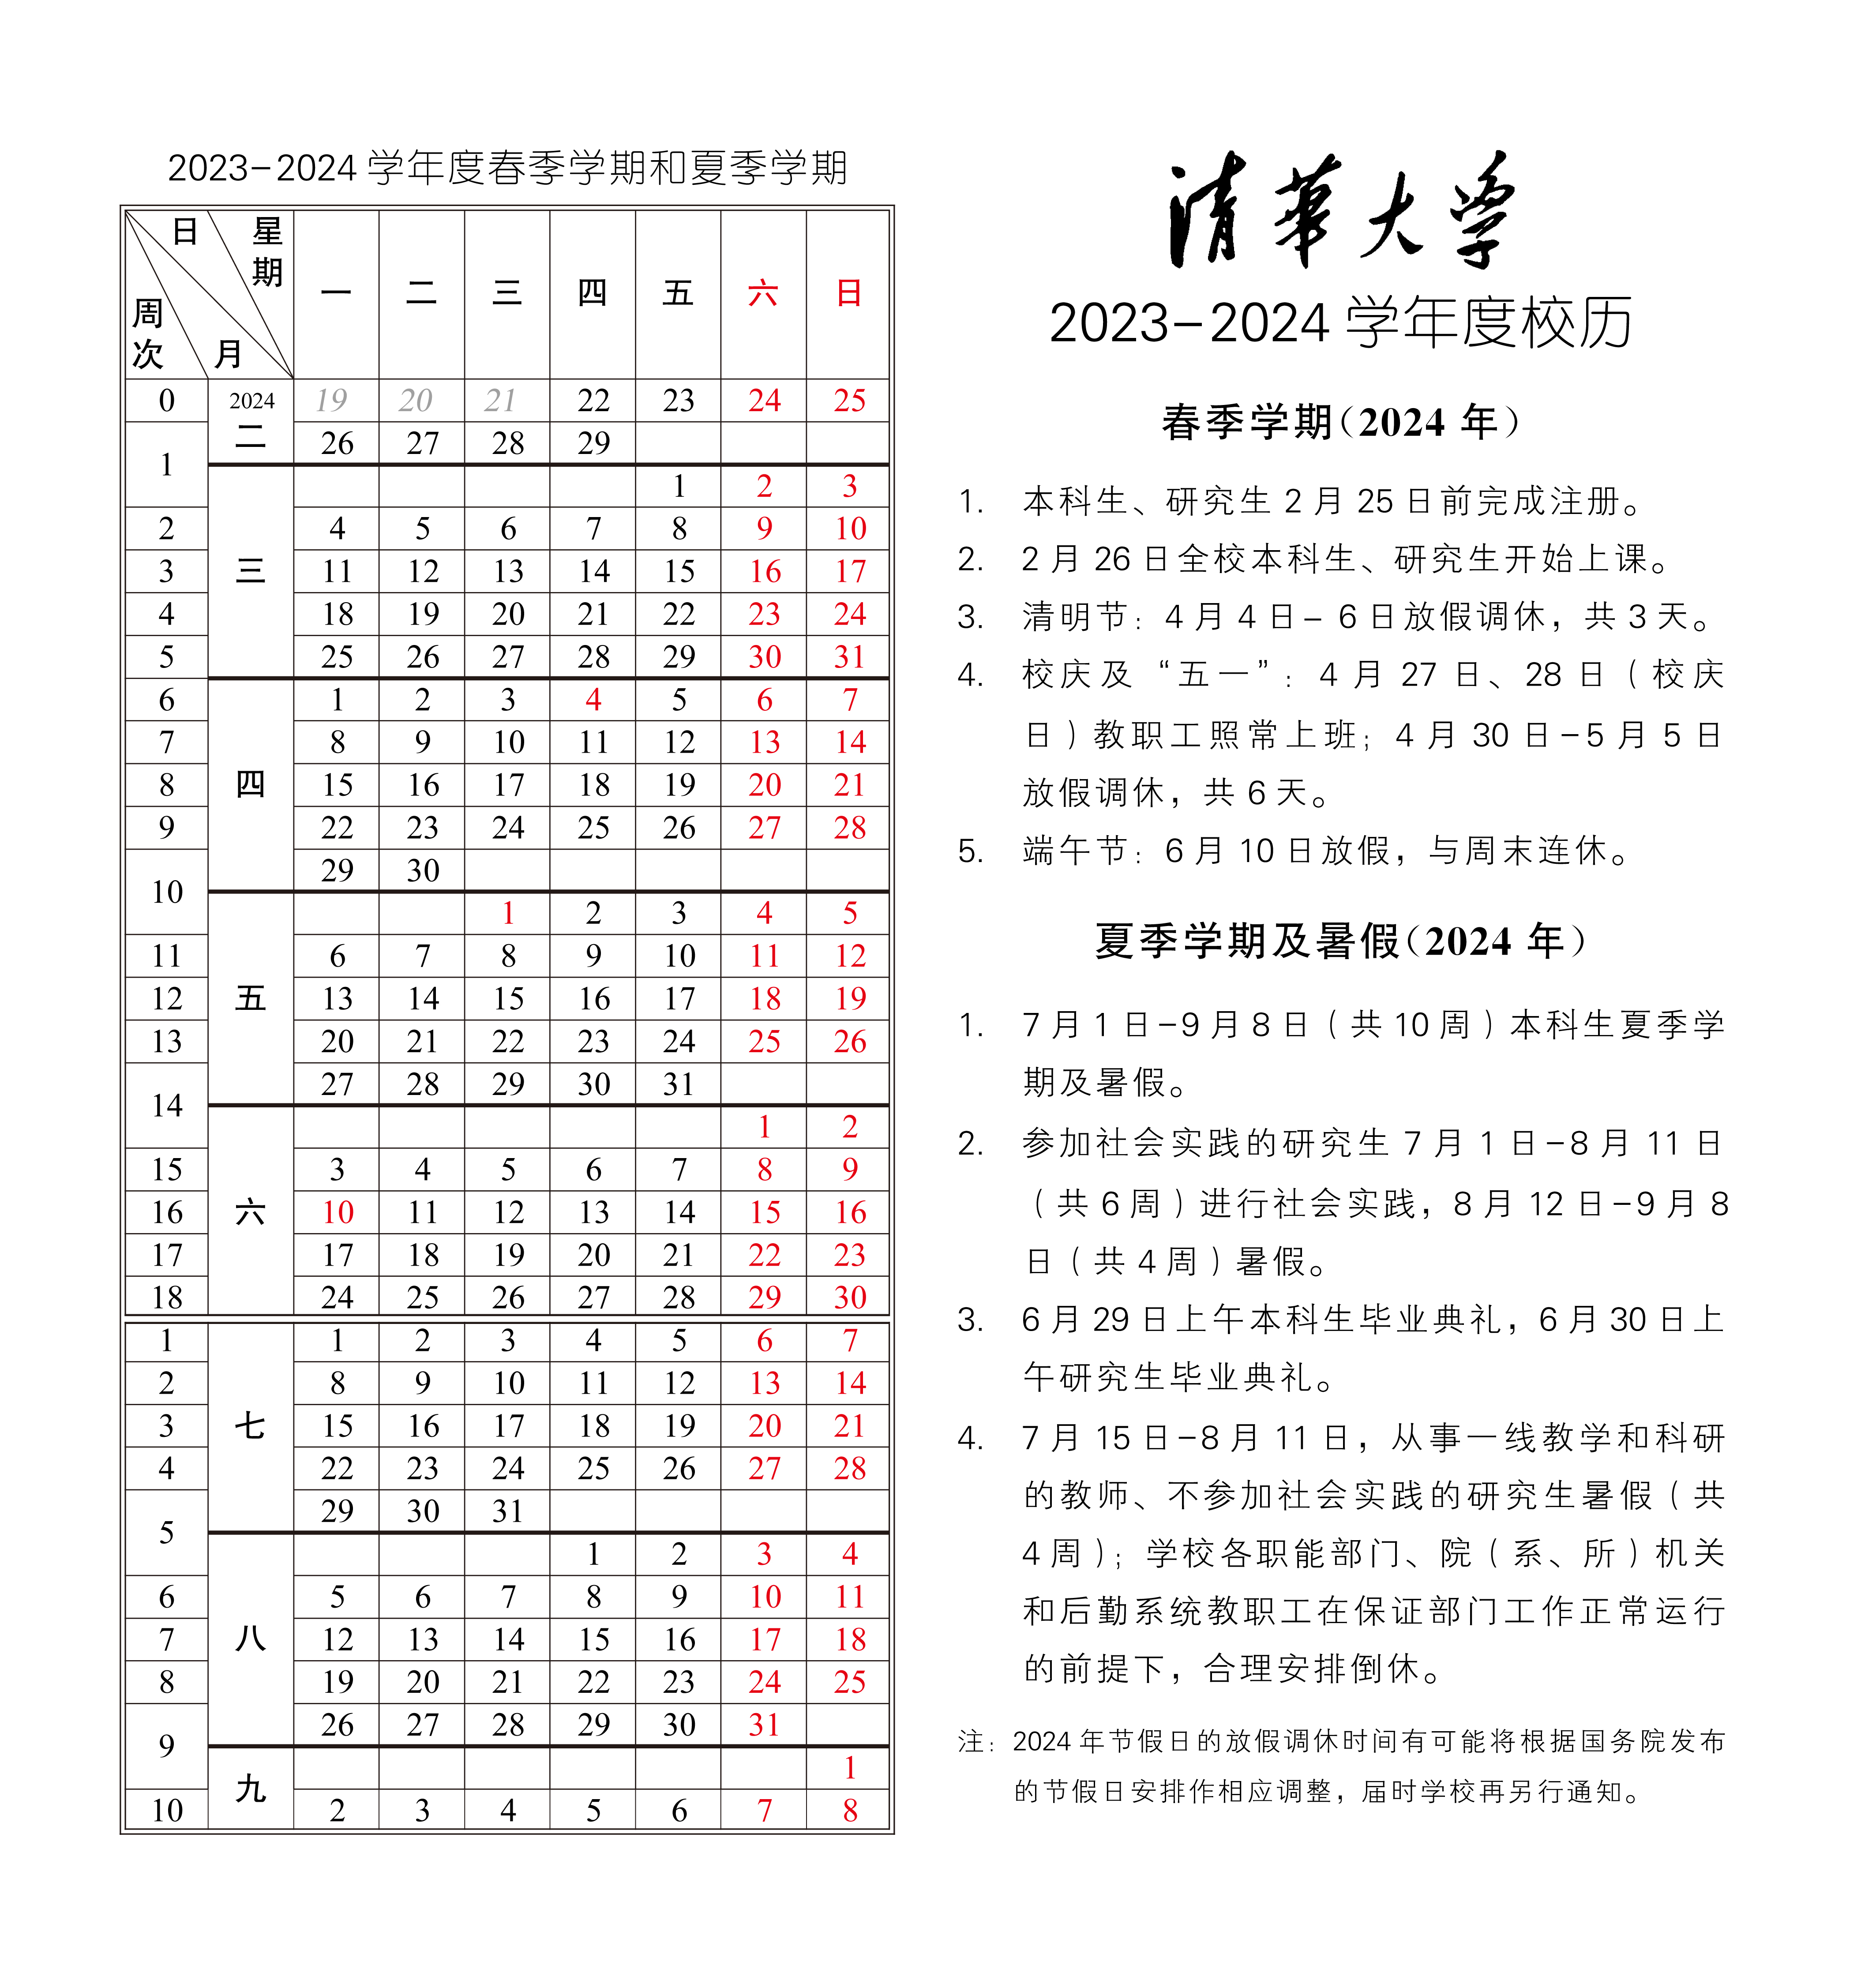 2023-2024 学年度春季学期和夏季学期
日 星期 周次 月 一 二 三 四 五 六 日
0 2024 二 19 20 21 22 23 24 25
1 26 27 28 29
三 1 2 3
2 4 5 6 7 8 9 10
3 11 12 13 14 15 16 17
4 18 19 20 21 22 23 24
5 25 26 27 28 29 30 31
6 四 1 2 3 4 5 6 7
7 8 9 10 11 12 13 14
8 15 16 17 18 19 20 21
9 22 23 24 25 26 27 28
10 29 30
五 1 2 3 4 5
11 6 7 8 9 10 11 12
12 13 14 15 16 17 18 19
13 20 21 22 23 24 25 26
14 27 28 29 30 31
六 1 2
15 3 4 5 6 7 8 9
16 10 11 12 13 14 15 16
17 17 18 19 20 21 22 23
18 24 25 26 27 28 29 30
1 七 1 2 3 4 5 6 7
2 8 9 10 11 12 13 14
3 15 16 17 18 19 20 21
4 22 23 24 25 26 27 28
5 29 30 31
八 1 2 3 4
6 5 6 7 8 9 10 11
7 12 13 14 15 16 17 18
8 19 20 21 22 23 24 25
9 26 27 28 29 30 31
九 1
10 2 3 4 5 6 7 8
清華大学
2023-2024 学年度校历
春季学期（2024 年）
1. 本科生、研究生 2 月 25 日前完成注册。
2. 2 月 26 日全校本科生、研究生开始上课。
3. 清明节：4 月 4 日- 6 日放假调休，共 3 天。
4. 校庆及“五一”：4 月 27 日、28 日（校庆
日）教职工照常上班；4 月 30 日-5 月 5 日
放假调休，共 6 天。
5. 端午节：6 月 10 日放假，与周末连休。
夏季学期及暑假（2024 年）
1. 7 月 1 日-9 月 8 日（共 10 周）本科生夏季学
期及暑假。
2. 参加社会实践的研究生 7 月 1 日-8 月 11 日
（共 6 周）进行社会实践，8 月 12 日-9 月 8
日（共 4 周）暑假。
3. 6 月 29 日上午本科生毕业典礼，6 月 30 日上
午研究生毕业典礼。
4. 7 月 15 日-8 月 11 日，从事一线教学和科研
的教师、不参加社会实践的研究生暑假（共
4 周）；学校各职能部门、院（系、所）机关
和后勤系统教职工在保证部门工作正常运行
的前提下，合理安排倒休。
注：2024 年节假日的放假调休时间有可能将根据国务院发布
的节假日安排作相应调整，届时学校再另行通知。